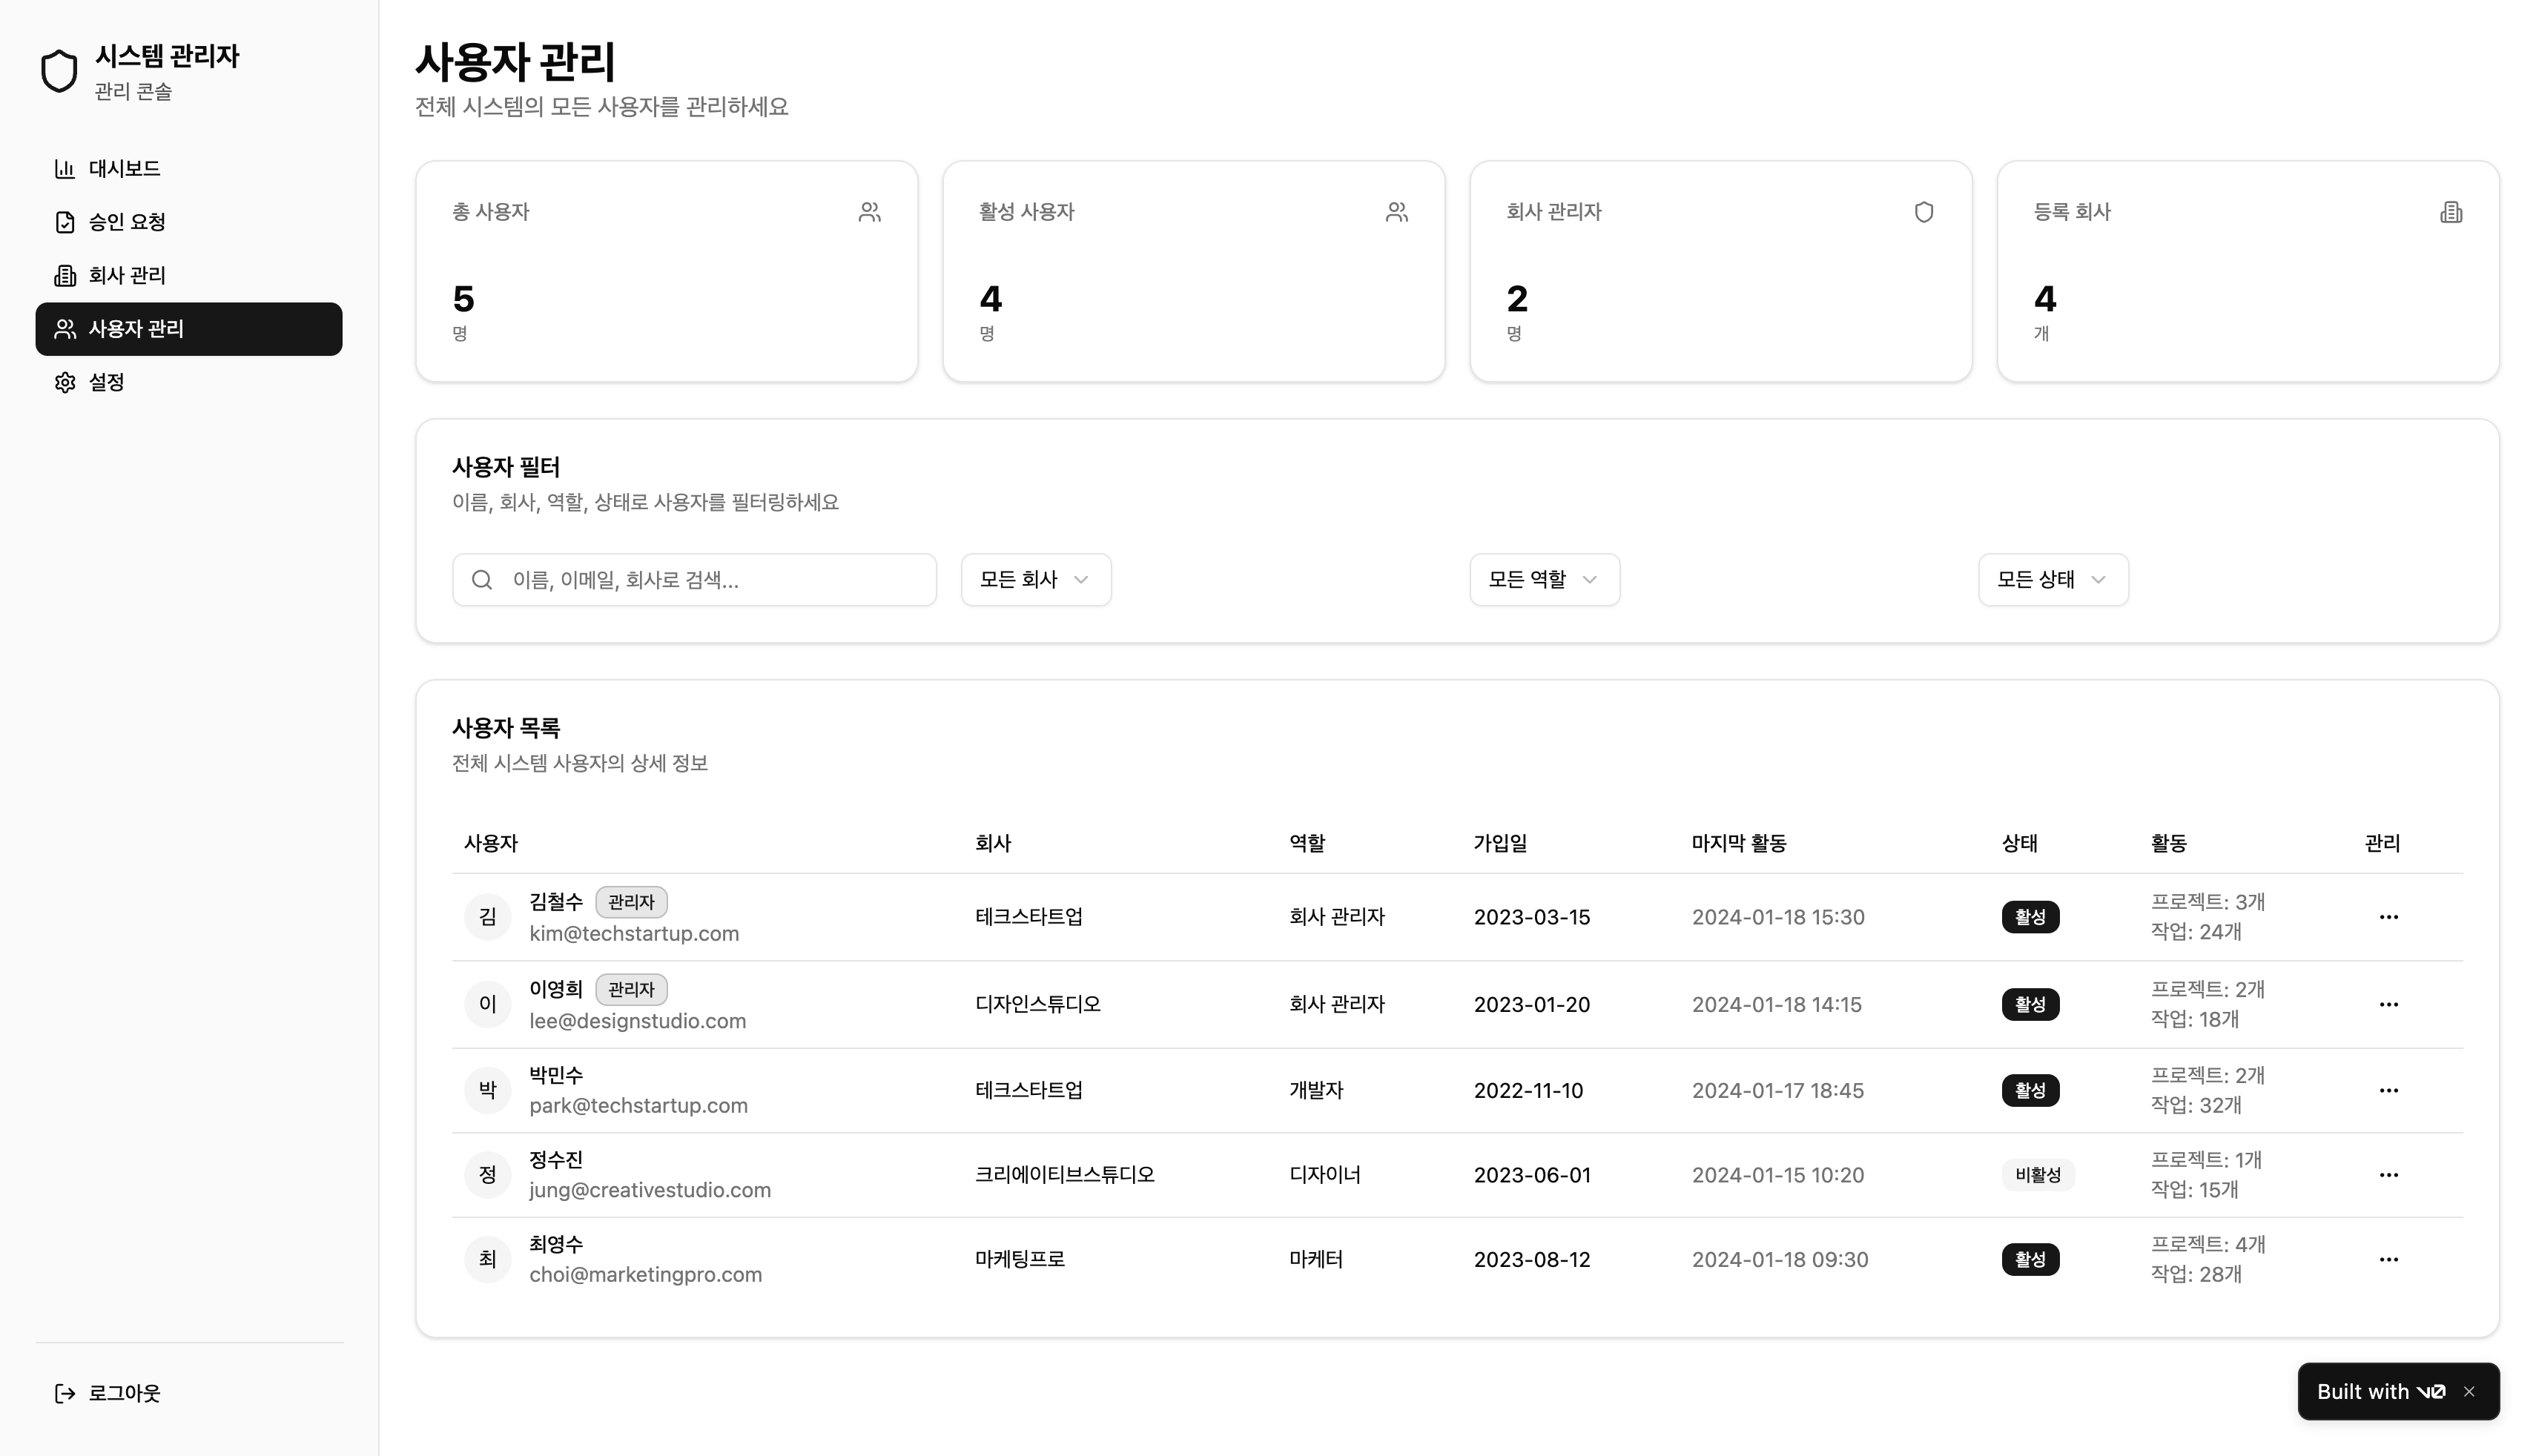 시스템 관리자
관리 콘솔
대시보드
승인 요청
회사 관리
사용자 관리
설정
로그아웃
사용자 관리
전체 시스템의 모든 사용자를 관리하세요
총 사용자
5
명
활성 사용자
4
명
회사 관리자
2
명
등록 회사
4
개
사용자 필터
이름, 회사, 역할, 상태로 사용자를 필터링하세요
이름, 이메일, 회사로 검색...
모든 회사
모든 역할
모든 상태
사용자 목록
전체 시스템 사용자의 상세 정보
사용자 회사 역할 가입일 마지막 활동 상태 활동 관리
김 김철수 관리자 테크스타트업 회사 관리자 2023-03-15 2024-01-18 15:30 활성 프로젝트: 3개
kim@techstartup.com 작업: 24개
이 이영희 관리자 디자인스튜디오 회사 관리자 2023-01-20 2024-01-18 14:15 활성 프로젝트: 2개
lee@designstudio.com 작업: 18개
박 박민수 테크스타트업 개발자 2022-11-10 2024-01-17 18:45 활성 프로젝트: 2개
park@techstartup.com 작업: 32개
정 정수진 크리에이티브스튜디오 디자이너 2023-06-01 2024-01-15 10:20 비활성 프로젝트: 1개
jung@creativestudio.com 작업: 15개
최 최영수 마케팅프로 마케터 2023-08-12 2024-01-18 09:30 활성 프로젝트: 4개
choi@marketingpro.com 작업: 28개
Built with v0